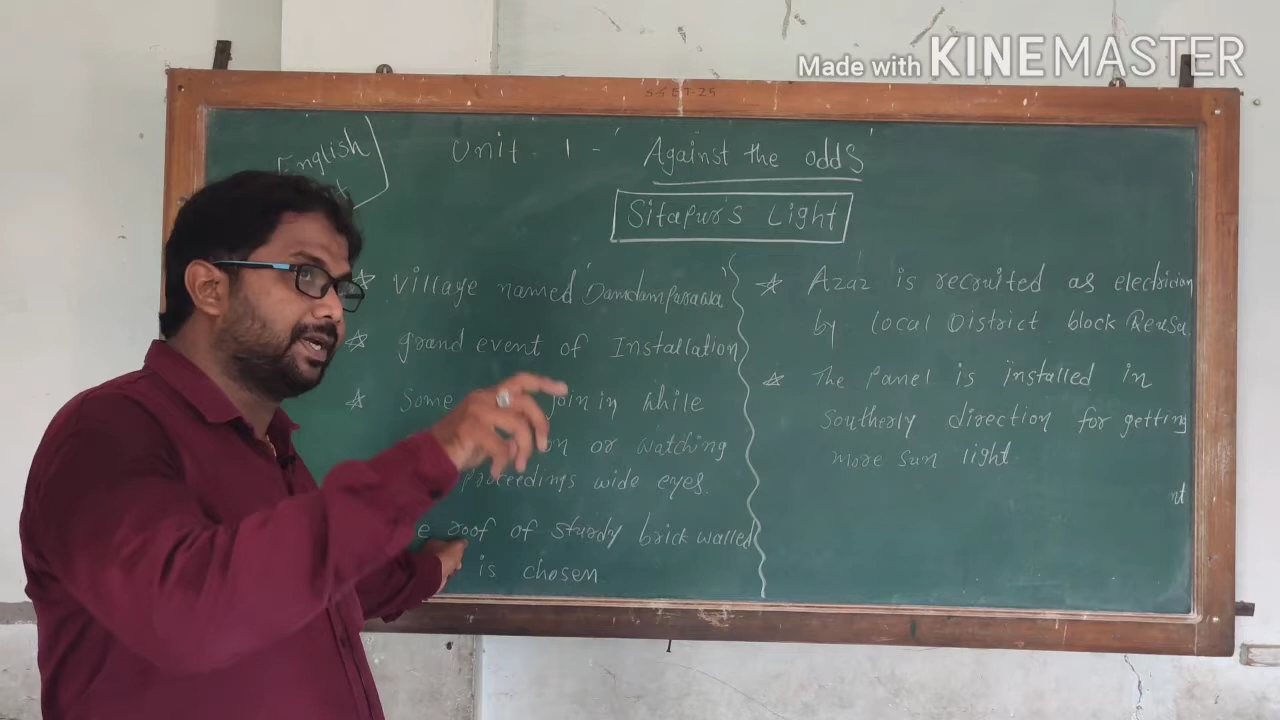 Made with KINEMASTER
English
Unit - 1 - 'Against the odds'
Sitapur's Light
☆ Village named 'Damdampurawa'
☆ grand event of Installation
☆ Some join in while
on or watching
proceedings wide eyes.
roof of sturdy brick walled
is chosen
☆ Azaz is recruited as electrician
by Local District block Reusa.
☆ The Panel is installed in
Southerly direction for getting
more sun light.